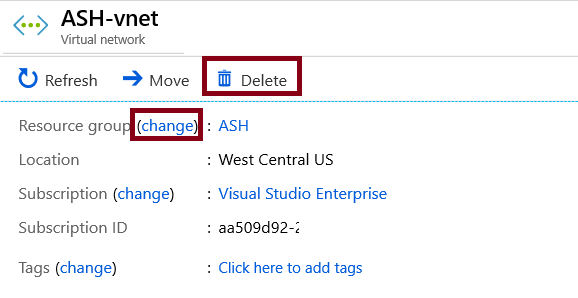 ASH-vnet
Virtual network
Refresh Move Delete
Resource group (change) : ASH
Location : West Central US
Subscription (change) : Visual Studio Enterprise
Subscription ID : aa509d92-
Tags (change) : Click here to add tags